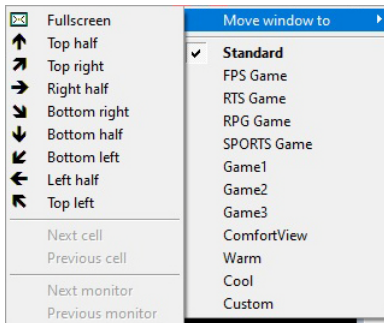 Fullscreen
Top half
Top right
Right half
Bottom right
Bottom half
Bottom left
Left half
Top left
Next cell
Previous cell
Next monitor
Previous monitor
Move window to
Standard
FPS Game
RTS Game
RPG Game
SPORTS Game
Game1
Game2
Game3
ComfortView
Warm
Cool
Custom